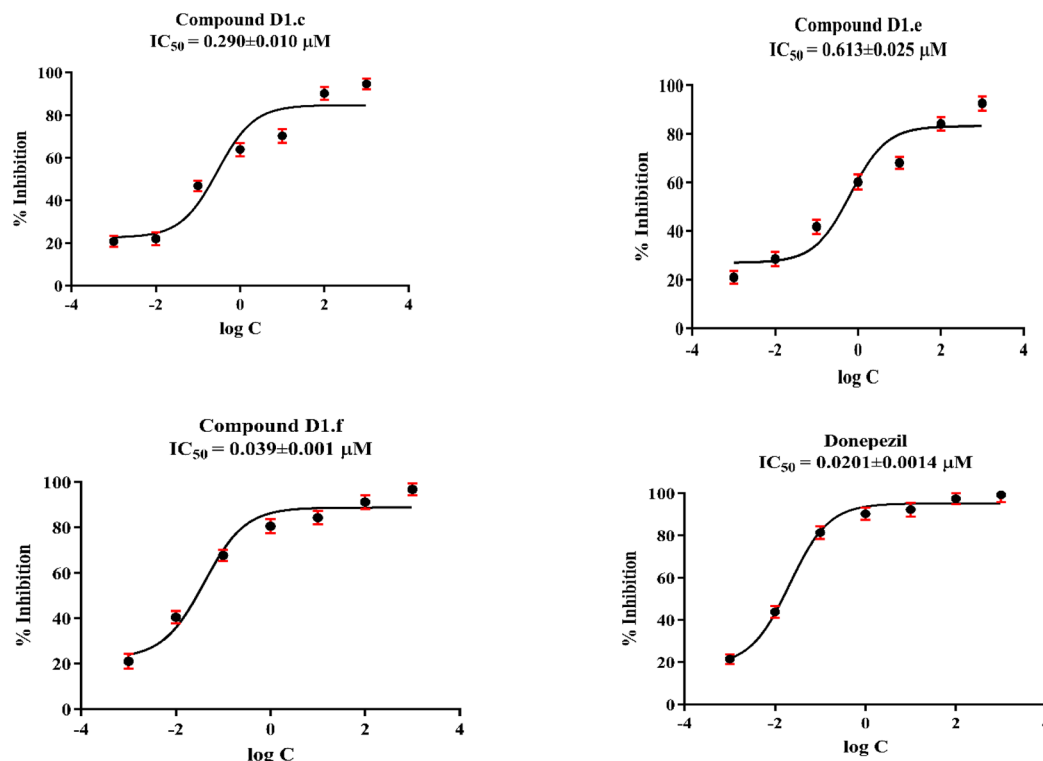 Compound D1.c
IC50 = 0.290±0.010 μM
100
80
60
40
20
0
% Inhibition
-4
-2
0
2
4
log C
Compound D1.e
IC50 = 0.613±0.025 μM
100
80
60
40
20
0
% Inhibition
-4
-2
0
2
4
log C
Compound D1.f
IC50 = 0.039±0.001 μM
100
80
60
40
20
0
% Inhibition
-4
-2
0
2
4
log C
Donepezil
IC50 = 0.0201±0.0014 μM
100
80
60
40
20
0
% Inhibition
-4
-2
0
2
log C